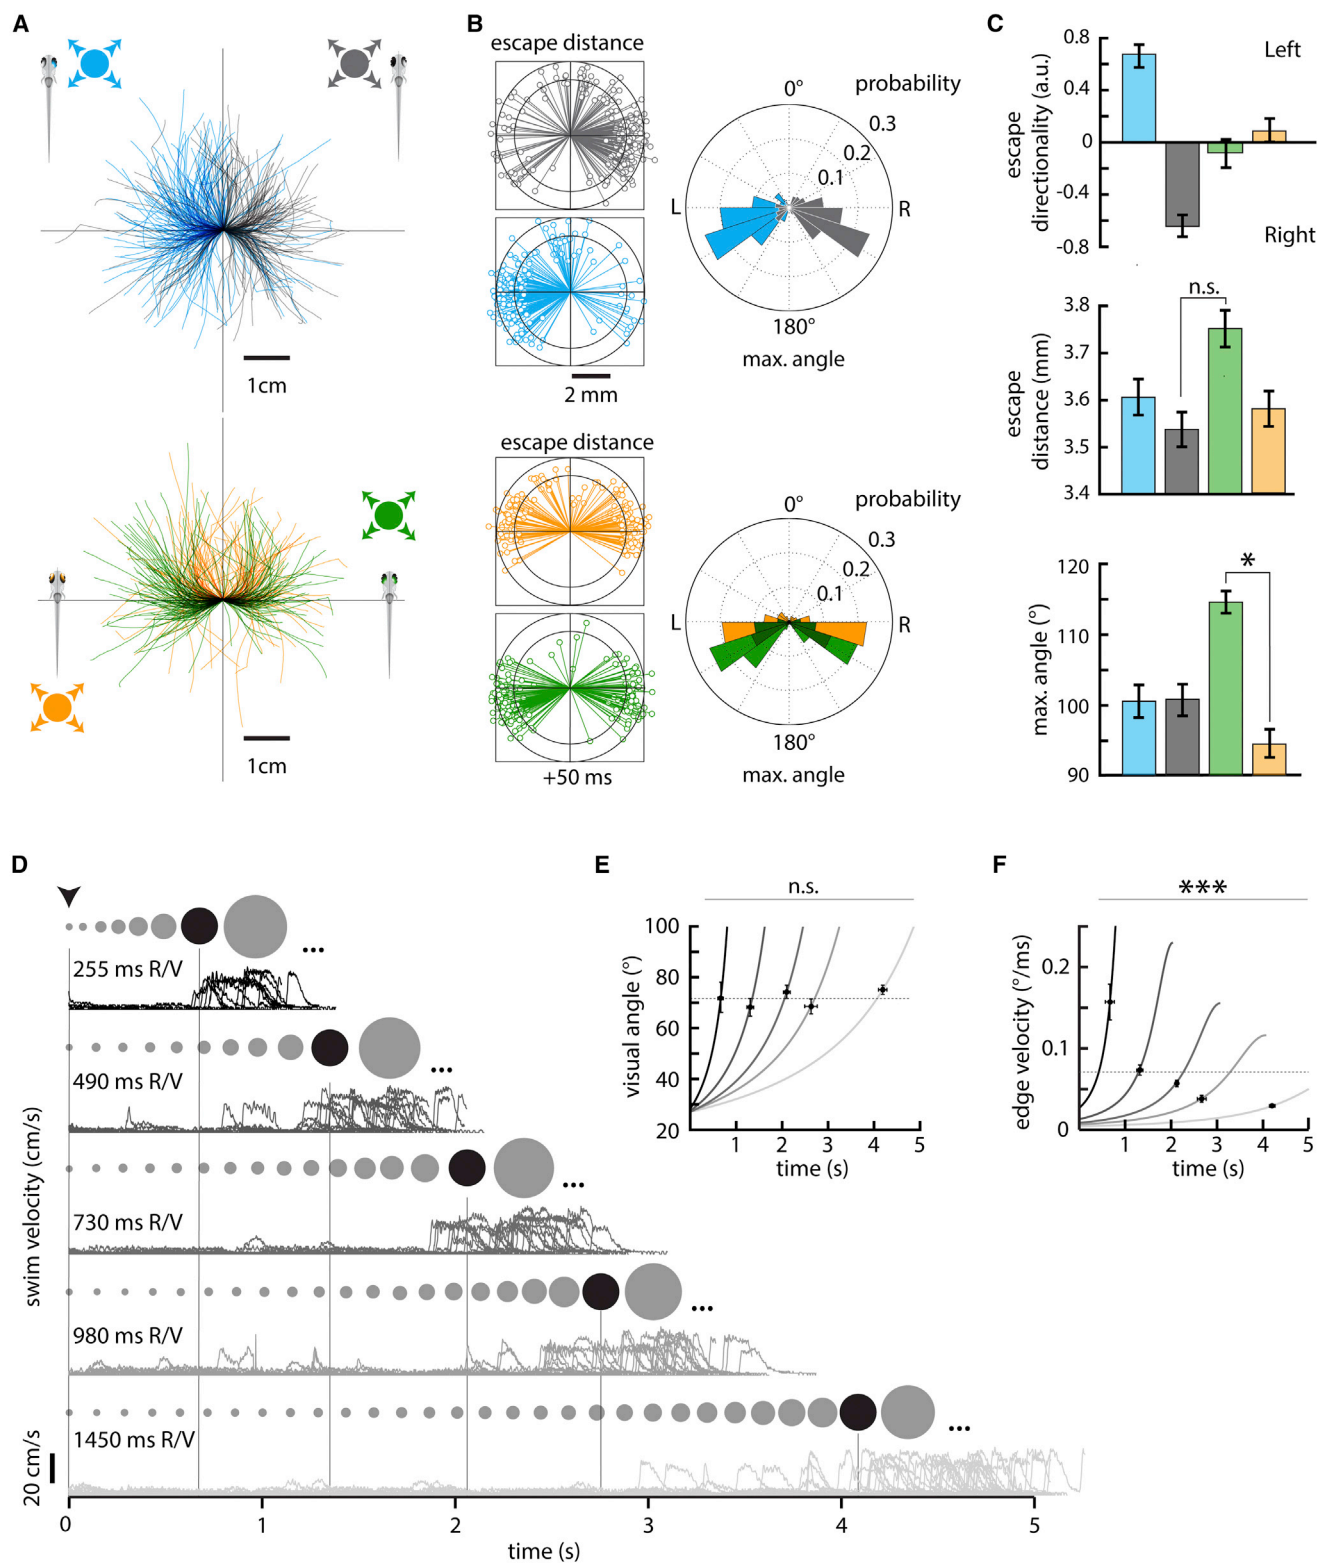 A
1cm
1cm
B
escape distance
2 mm
escape distance
+50 ms
probability
0°
0.3
0.2
0.1
L
R
180°
max. angle
probability
0°
0.3
0.2
0.1
L
R
180°
max. angle
C
escape
directionality (a.u.)
0.8
0.4
0
-0.4
-0.8
Left
Right
escape
distance (mm)
3.8
3.7
3.6
3.5
3.4
n.s.
max. angle (°)
120
110
100
90
*
D
swim velocity (cm/s)
255 ms R/V
...
490 ms R/V
...
730 ms R/V
...
980 ms R/V
...
1450 ms R/V
...
20 cm/s
0
1
2
3
4
5
time (s)
E
n.s.
visual angle (°)
100
80
60
40
20
1
2
3
4
5
time (s)
F
***
edge velocity (°/ms)
0.2
0.1
0
1
2
3
4
5
time (s)